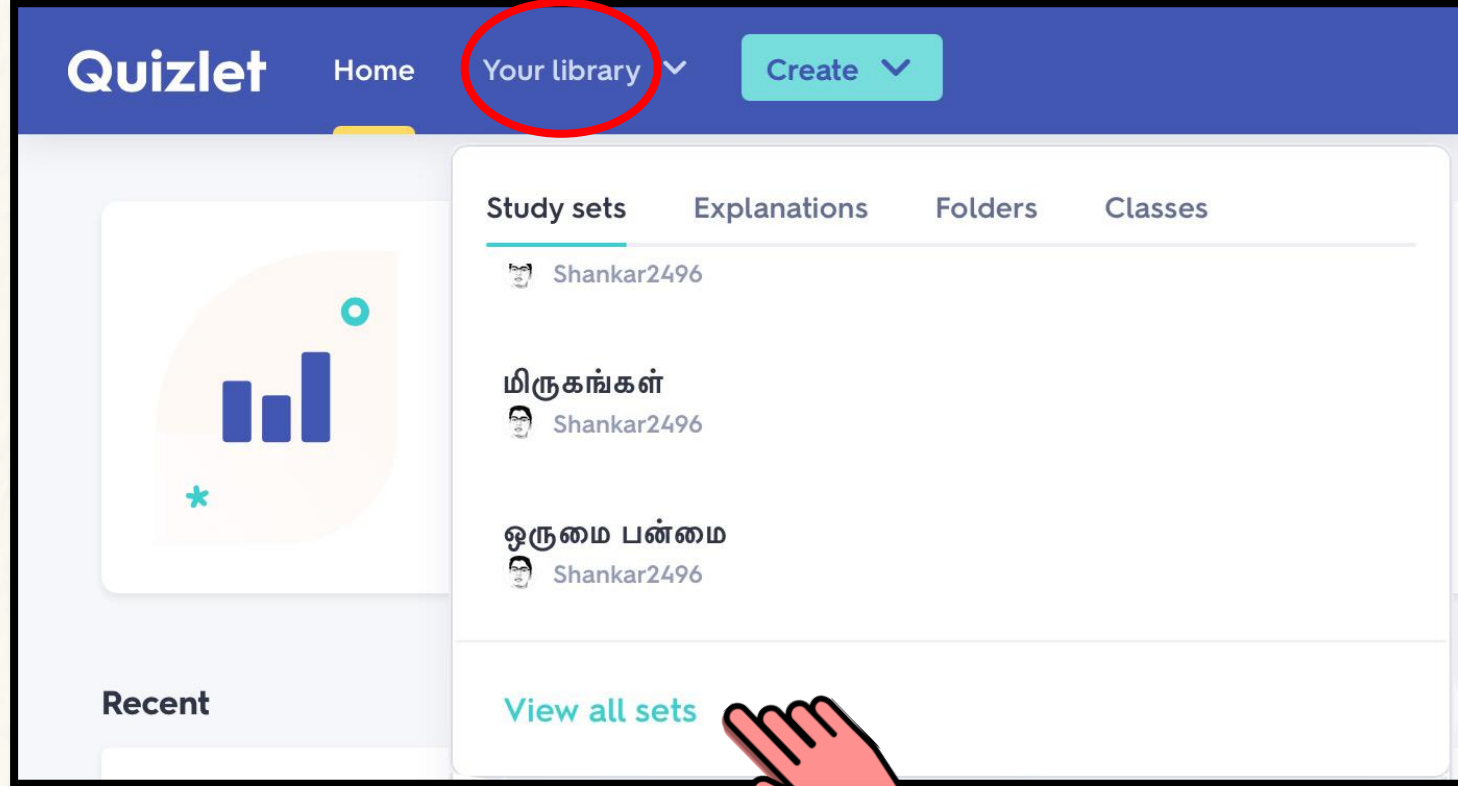 Quizlet Home Your library Create
Study sets Explanations Folders Classes
Shankar2496
மிருகங்கள்
Shankar2496
ஒருமை பன்மை
Shankar2496
Recent
View all sets